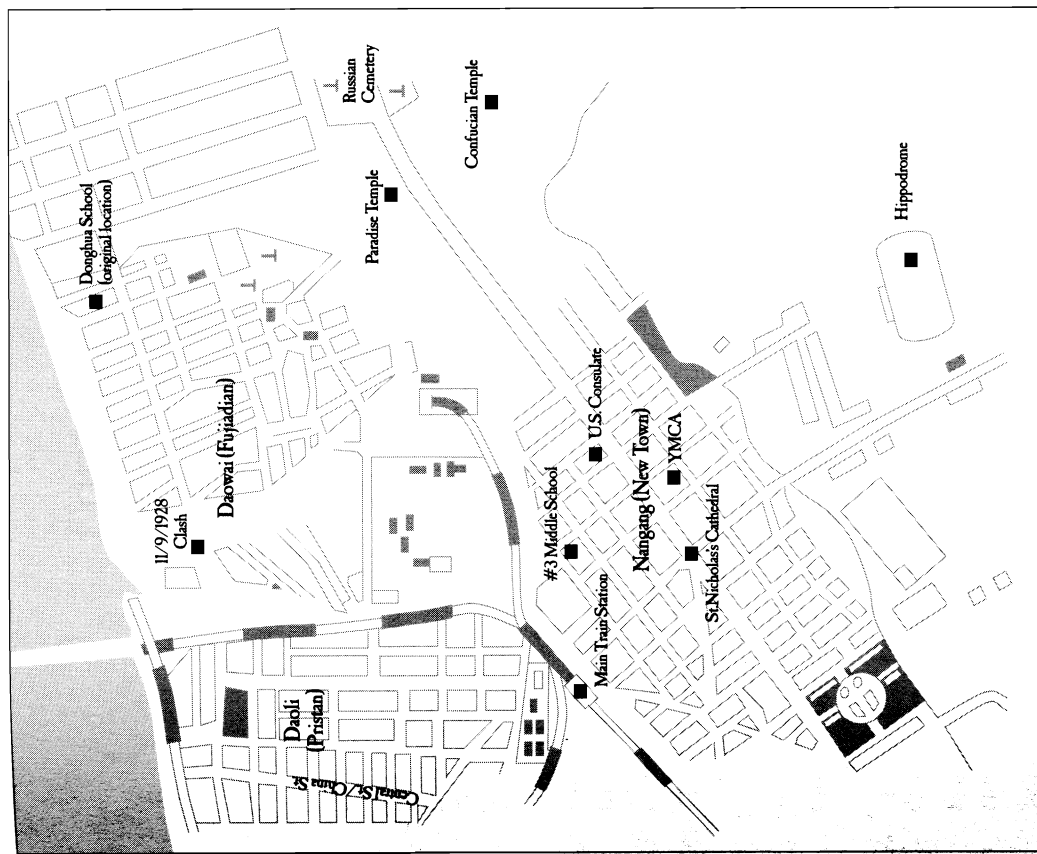 Donghua School
(original location)
Russian
Cemetery
Confucian Temple
Paradise Temple
Hippodrome
11/9/1928
Clash
Daowai (Fujiadian)
U.S. Consulate
#3 Middle School
Nangang (New Town)
YMCA
St. Nicholas's Cathedral
Main Train Station
Daoli
(Pristan)
Central St./China St.